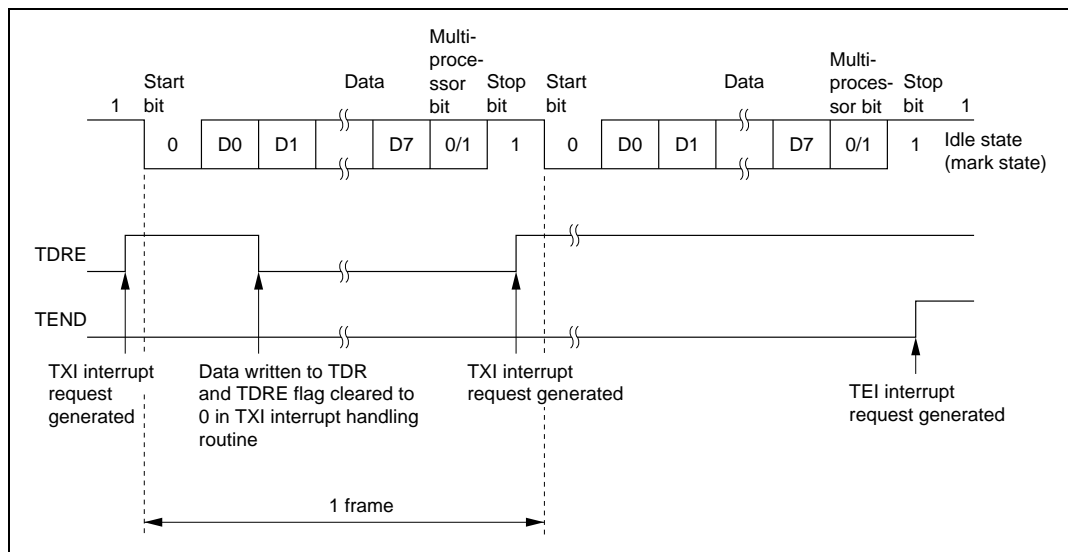 Multi-
proce-
ssor
bit
Multi-
proces-
sor bit
Start
bit
Data
Stop
bit
Start
bit
Data
Stop
bit
1
1
0
D0
D1
D7
0/1
1
0
D0
D1
D7
0/1
1
Idle state
(mark state)
TDRE
TEND
TXI interrupt
request
generated
Data written to TDR
and TDRE flag cleared to
0 in TXI interrupt handling
routine
TXI interrupt
request generated
TEI interrupt
request generated
1 frame